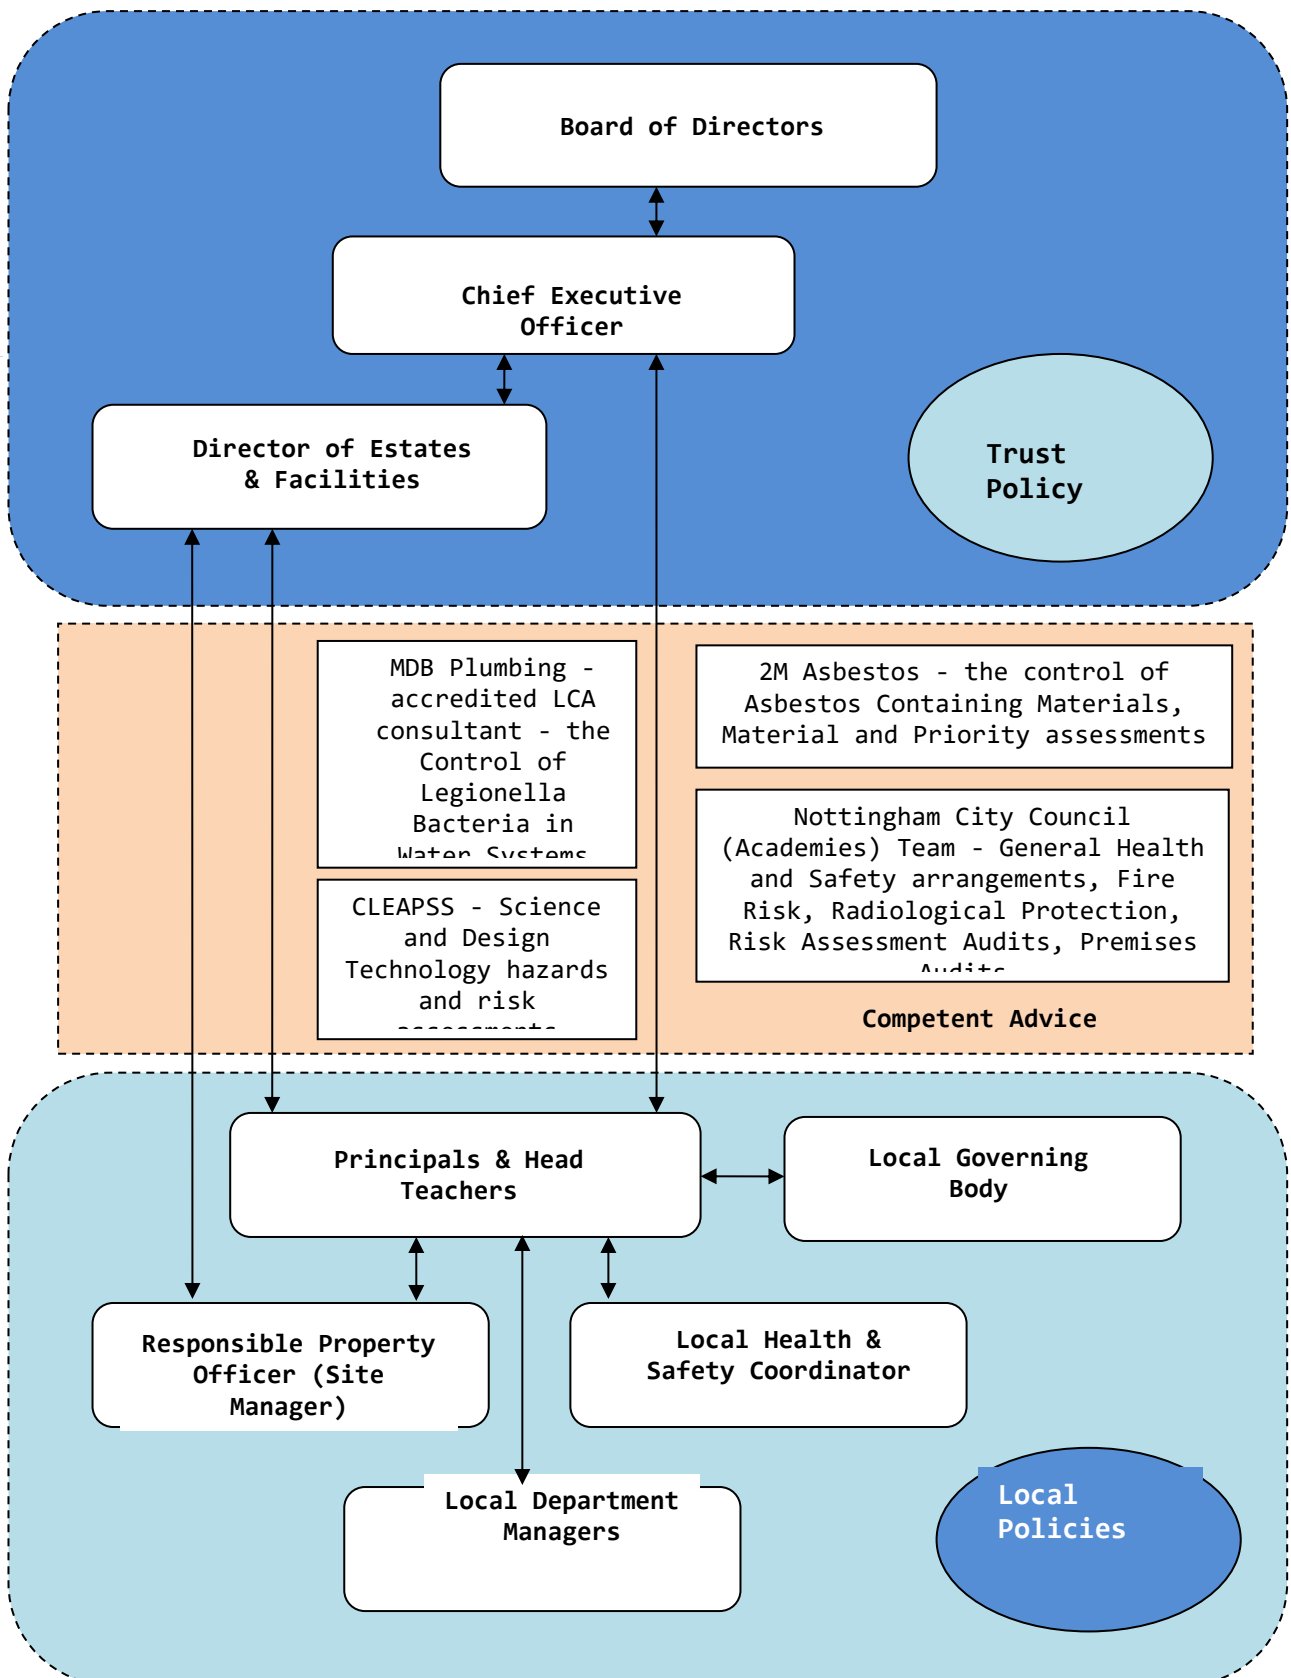 Board of Directors
Chief Executive
Officer
Director of Estates
& Facilities
Trust
Policy
MDB Plumbing -
accredited LCA
consultant - the
Control of
Legionella
Bacteria in
Water Systems
2M Asbestos - the control of
Asbestos Containing Materials,
Material and Priority assessments
Nottingham City Council
(Academies) Team - General Health
and Safety arrangements, Fire
Risk, Radiological Protection,
Risk Assessment Audits, Premises
Audits
CLEAPSS - Science
and Design
Technology hazards
and risk
assessments
Competent Advice
Principals & Head
Teachers
Local Governing
Body
Responsible Property
Officer (Site
Manager)
Local Health &
Safety Coordinator
Local Department
Managers
Local
Policies